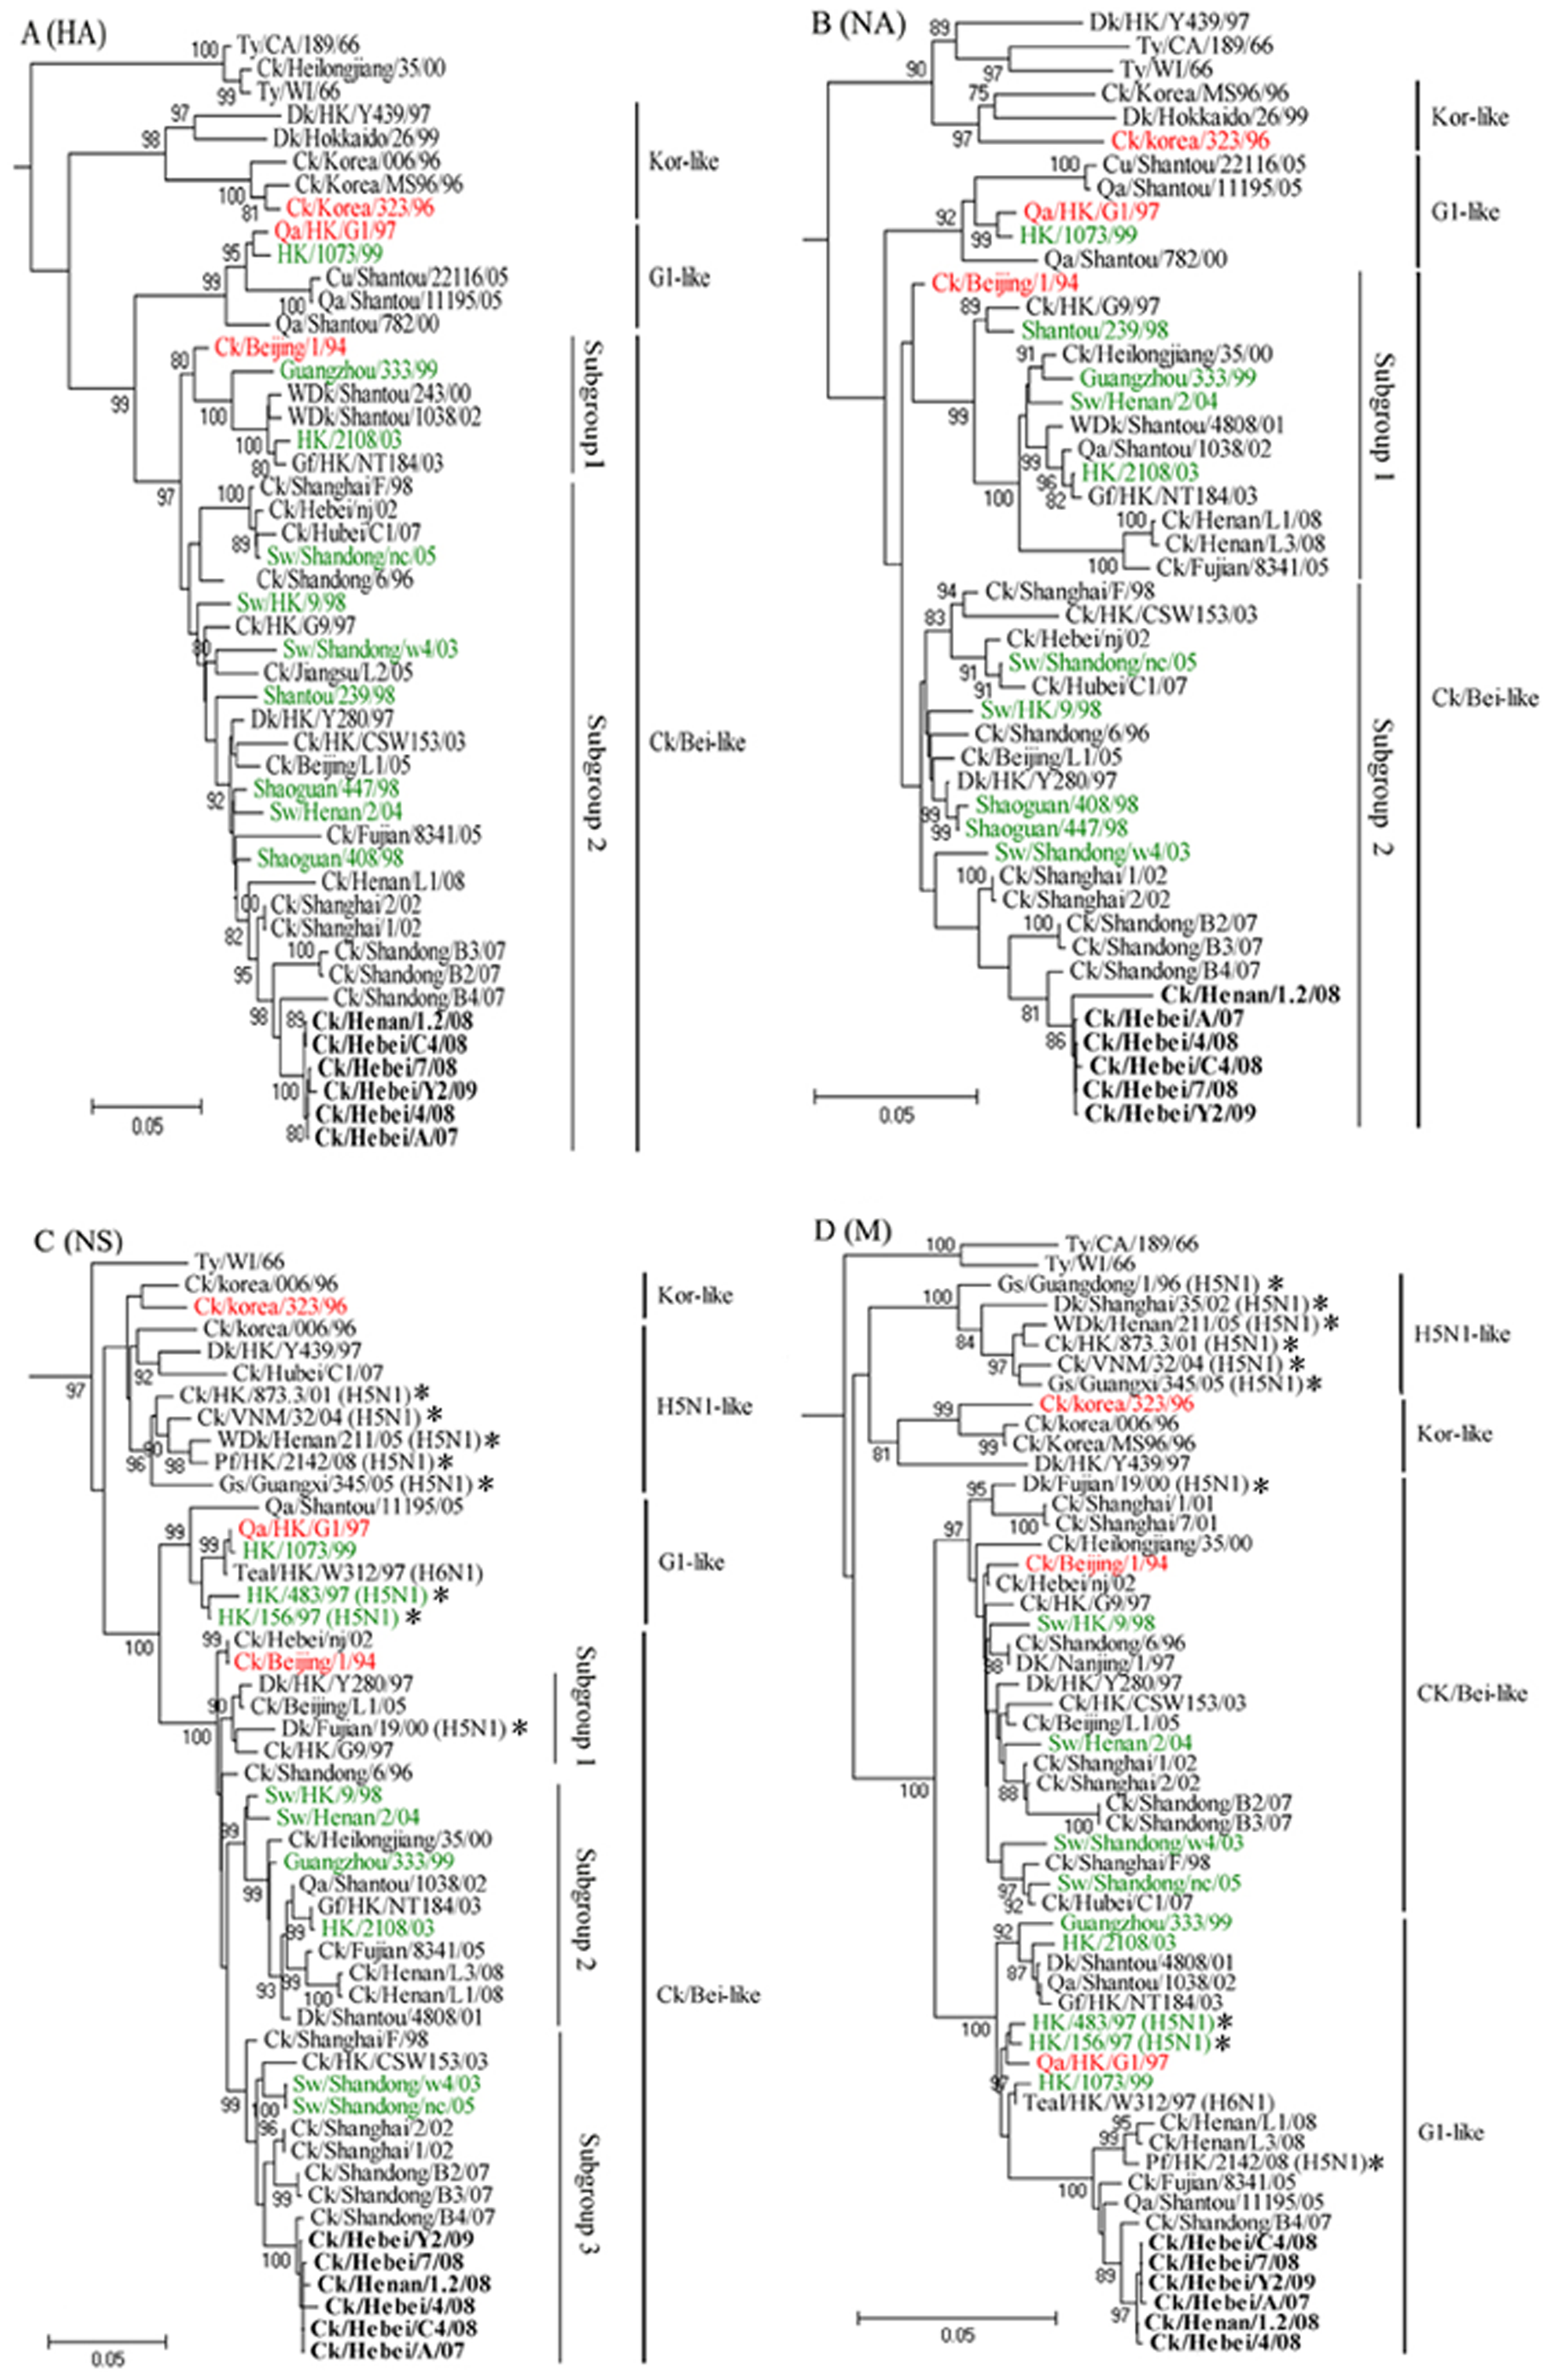 A (HA)
100
Ty/CA/189/66
Ck/Heilongjiang/35/00
99
Ty/WI/66
97
Dk/HK/Y439/97
98
Dk/Hokkaido/26/99
Ck/Korea/006/96
Ck/Korea/MS96/96
100
81
Ck/Korea/323/96
Kor-like
Qa/HK/G1/97
95
HK/1073/99
99
Cu/Shantou/22116/05
100
Qa/Shantou/11195/05
Qa/Shantou/782/00
G1-like
99
80
Ck/Beijing/1/94
Guangzhou/333/99
WDk/Shantou/243/00
100
WDk/Shantou/1038/02
100
HK/2108/03
80
Gf/HK/NT184/03
Subgroup1
97
100
Ck/Shanghai/F/98
Ck/Hebei/nj/02
Ck/Hubei/C1/07
89
Sw/Shandong/nc/05
Ck/Shandong/6/96
Sw/HK/9/98
Ck/HK/G9/97
80
Sw/Shandong/w4/03
Ck/Jiangsu/L2/05
Shantou/239/98
Dk/HK/Y280/97
Ck/HK/CSW153/03
Ck/Beijing/L1/05
92
Shaoguan/447/98
Sw/Henan/2/04
Ck/Fujian/8341/05
Shaoguan/408/98
Ck/Henan/L1/08
100
Ck/Shanghai/2/02
Ck/Shanghai/1/02
82
100
Ck/Shandong/B3/07
95
Ck/Shandong/B2/07
Ck/Shandong/B4/07
98
89
Ck/Henan/1.2/08
Ck/Hebei/C4/08
Ck/Hebei/7/08
100
Ck/Hebei/Y2/09
Ck/Hebei/4/08
80
Ck/Hebei/A/07
Subgroup 2
Ck/Bei-like
0.05
B (NA)
89
Dk/HK/Y439/97
Ty/CA/189/66
90
97
Ty/WI/66
75
Ck/Korea/MS96/96
Dk/Hokkaido/26/99
97
Ck/korea/323/96
Kor-like
100
Cu/Shantou/22116/05
Qa/Shantou/11195/05
92
Qa/HK/G1/97
99
HK/1073/99
Qa/Shantou/782/00
G1-like
Ck/Beijing/1/94
89
Ck/HK/G9/97
Shantou/239/98
91
Ck/Heilongjiang/35/00
Guangzhou/333/99
99
Sw/Henan/2/04
WDk/Shantou/4808/01
Qa/Shantou/1038/02
99
HK/2108/03
96
82
Gf/HK/NT184/03
100
100
Ck/Henan/L1/08
Ck/Henan/L3/08
100
Ck/Fujian/8341/05
Subgroup 1
94
Ck/Shanghai/F/98
83
Ck/HK/CSW153/03
Ck/Hebei/nj/02
Sw/Shandong/nc/05
91
91
Ck/Hubei/C1/07
Sw/HK/9/98
Ck/Shandong/6/96
Ck/Beijing/L1/05
Dk/HK/Y280/97
Shaoguan/408/98
99
99
Shaoguan/447/98
Sw/Shandong/w4/03
100
Ck/Shanghai/1/02
Ck/Shanghai/2/02
100
Ck/Shandong/B2/07
Ck/Shandong/B3/07
Ck/Shandong/B4/07
Ck/Henan/1.2/08
81
Ck/Hebei/A/07
86
Ck/Hebei/4/08
Ck/Hebei/C4/08
Ck/Hebei/7/08
Ck/Hebei/Y2/09
Subgroup 2
Ck/Bei-like
0.05
C (NS)
Ty/WI/66
Ck/korea/006/96
Ck/korea/323/96
Kor-like
Ck/korea/006/96
Dk/HK/Y439/97
97
92
Ck/Hubei/C1/07
Ck/HK/873.3/01 (H5N1) *
Ck/VNM/32/04 (H5N1) *
90
WDk/Henan/211/05 (H5N1) *
96
98
Pf/HK/2142/08 (H5N1) *
Gs/Guangxi/345/05 (H5N1) *
H5N1-like
Qa/Shantou/11195/05
99
Qa/HK/G1/97
99
HK/1073/99
Teal/HK/W312/97 (H6N1)
HK/483/97 (H5N1) *
HK/156/97 (H5N1) *
G1-like
100
99
Ck/Hebei/nj/02
Ck/Beijing/1/94
Dk/HK/Y280/97
90
Ck/Beijing/L1/05
Dk/Fujian/19/00 (H5N1) *
100
Ck/HK/G9/97
Subgroup 1
Ck/Shandong/6/96
Sw/HK/9/98
Sw/Henan/2/04
99
Ck/Heilongjiang/35/00
Guangzhou/333/99
99
Qa/Shantou/1038/02
Gf/HK/NT184/03
99
HK/2108/03
Ck/Fujian/8341/05
99
Ck/Henan/L3/08
93
100
Ck/Henan/L1/08
Dk/Shantou/4808/01
Subgroup 2
Ck/Shanghai/F/98
Ck/HK/CSW153/03
Sw/Shandong/w4/03
99
100
Sw/Shandong/nc/05
96
Ck/Shanghai/2/02
Ck/Shanghai/1/02
Ck/Shandong/B2/07
99
Ck/Shandong/B3/07
Ck/Shandong/B4/07
Ck/Hebei/Y2/09
100
Ck/Hebei/7/08
Ck/Henan/1.2/08
Ck/Hebei/4/08
Ck/Hebei/C4/08
Ck/Hebei/A/07
Subgroup 3
Ck/Bei-like
0.05
D (M)
100
Ty/CA/189/66
Ty/WI/66
Gs/Guangdong/1/96 (H5N1) *
100
Dk/Shanghai/35/02 (H5N1) *
WDk/Henan/211/05 (H5N1) *
84
Ck/HK/873.3/01 (H5N1) *
97
Ck/VNM/32/04 (H5N1) *
Gs/Guangxi/345/05 (H5N1) *
H5N1-like
99
Ck/korea/323/96
Ck/korea/006/96
81
99
Ck/Korea/MS96/96
Dk/HK/Y439/97
Kor-like
95
Dk/Fujian/19/00 (H5N1) *
Ck/Shanghai/1/01
97
100
Ck/Shanghai/7/01
Ck/Heilongjiang/35/00
Ck/Beijing/1/94
Ck/Hebei/nj/02
Ck/HK/G9/97
Sw/HK/9/98
Ck/Shandong/6/96
88
DK/Nanjing/1/97
Dk/HK/Y280/97
Ck/HK/CSW153/03
Ck/Beijing/L1/05
Sw/Henan/2/04
Ck/Shanghai/1/02
100
88
Ck/Shanghai/2/02
Ck/Shandong/B2/07
100
Ck/Shandong/B3/07
Sw/Shandong/w4/03
Ck/Shanghai/F/98
97
Sw/Shandong/nc/05
92
Ck/Hubei/C1/07
CK/Bei-like
92
Guangzhou/333/99
HK/2108/03
87
Dk/Shantou/4808/01
Qa/Shantou/1038/02
Gf/HK/NT184/03
100
HK/483/97 (H5N1) *
HK/156/97 (H5N1) *
Qa/HK/G1/97
97
HK/1073/99
Teal/HK/W312/97 (H6N1)
95
Ck/Henan/L1/08
99
Ck/Henan/L3/08
Pf/HK/2142/08 (H5N1)*
100
Ck/Fujian/8341/05
Qa/Shantou/11195/05
Ck/Shandong/B4/07
Ck/Hebei/C4/08
89
Ck/Hebei/7/08
Ck/Hebei/Y2/09
Ck/Hebei/A/07
97
Ck/Henan/1.2/08
Ck/Hebei/4/08
G1-like
0.05